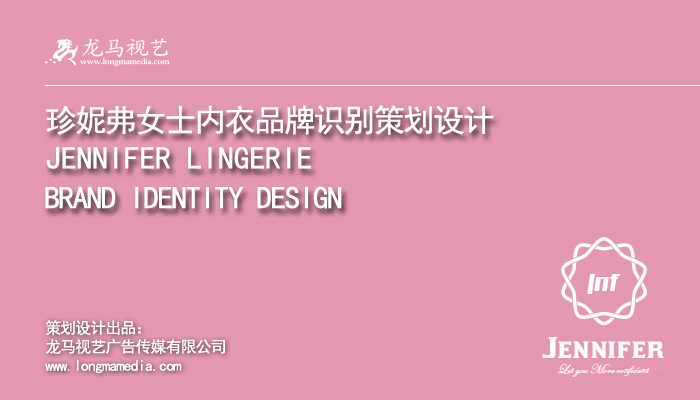 龙马视艺
www.longmamedia.com
珍妮弗女士内衣品牌识别策划设计
JENNIFER LINGERIE
BRAND IDENTITY DESIGN
Inf
JENNIFER
Let you More confident
策划设计出品：
龙马视艺广告传媒有限公司
www.longmamedia.com